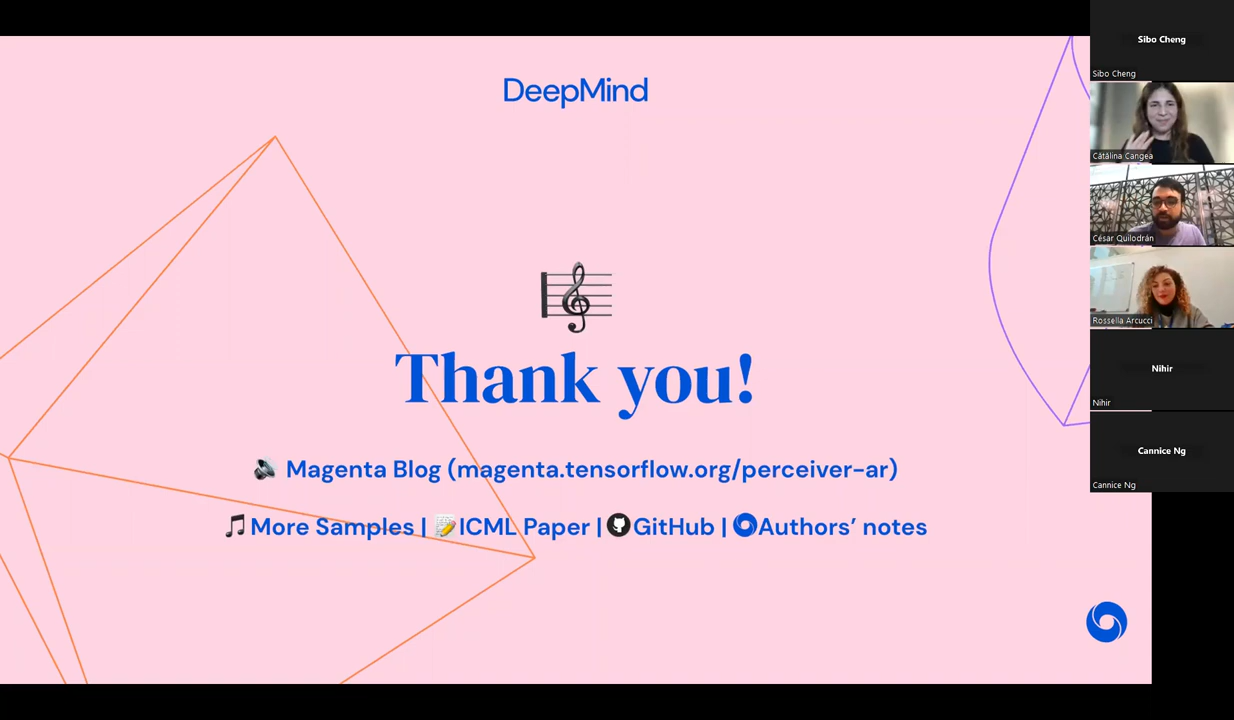 DeepMind
Thank you!
Magenta Blog (magenta.tensorflow.org/perceiver-ar)
More Samples | ICML Paper | GitHub | Authors’ notes
Sibo Cheng
Sibo Cheng
Cătălina Cangea
César Quilodrán
Rossella Arcucci
Nihir
Nihir
Cannice Ng
Cannice Ng